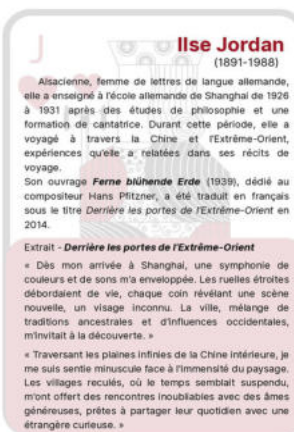 J
Ilse Jordan
(1891-1988)
Alsacienne, femme de lettres de langue allemande,
elle a enseigné à l'école allemande de Shanghai de 1926
à 1931 après des études de philosophie et une
formation de cantatrice. Durant cette période, elle a
voyagé à travers la Chine et l'Extrême-Orient,
expériences qu'elle a relatées dans ses récits de
voyage.
Son ouvrage Ferne blühende Erde (1939), dédié au
compositeur Hans Pfitzner, a été traduit en français
sous le titre Derrière les portes de l'Extrême-Orient en
2014.
Extrait - Derrière les portes de l'Extrême-Orient
« Dès mon arrivée à Shanghai, une symphonie de
couleurs et de sons m'a enveloppée. Les ruelles étroites
débordaient de vie, chaque coin révélant une scène
nouvelle, un visage inconnu. La ville, mélange de
traditions ancestrales et d'influences occidentales,
m'invitait à la découverte. »
« Traversant les plaines infinies de la Chine intérieure, je
me suis sentie minuscule face à l'immensité du paysage.
Les villages reculés, où le temps semblait suspendu,
m'ont offert des rencontres inoubliables avec des âmes
généreuses, prêtes à partager leur quotidien avec une
étrangère curieuse. »